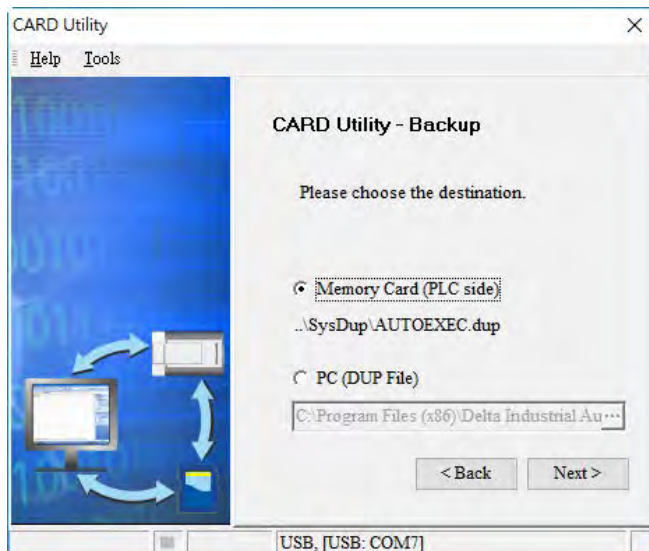 CARD Utility
Help Tools
CARD Utility - Backup
Please choose the destination.
Memory Card (PLC side)
..\SysDup\AUTOEXEC.dup
PC (DUP File)
C:\Program Files (x86)\Delta Industrial Au...
< Back Next >
USB, [USB: COM7]